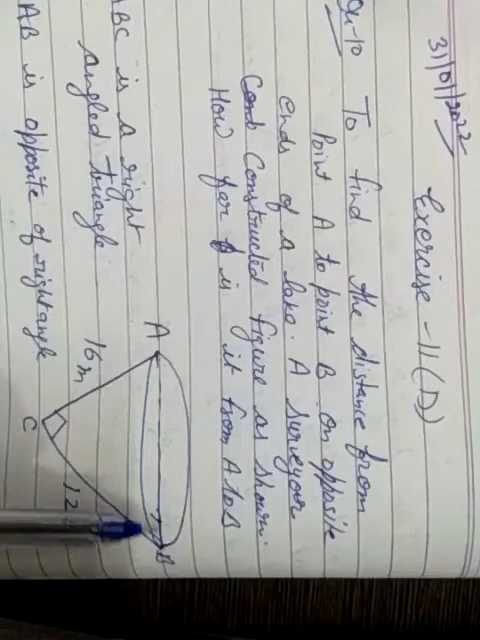 31/01/2022
Exercise - 11(D)
Qu-10 To find the distance from
Point A to point B on opposite
ends of a lake. A surveyour
Constructed figure as shown.
How far is it from A to B
ABC is a right
angled triangle
AB is opposite of right angle
A
16m
C
12
B